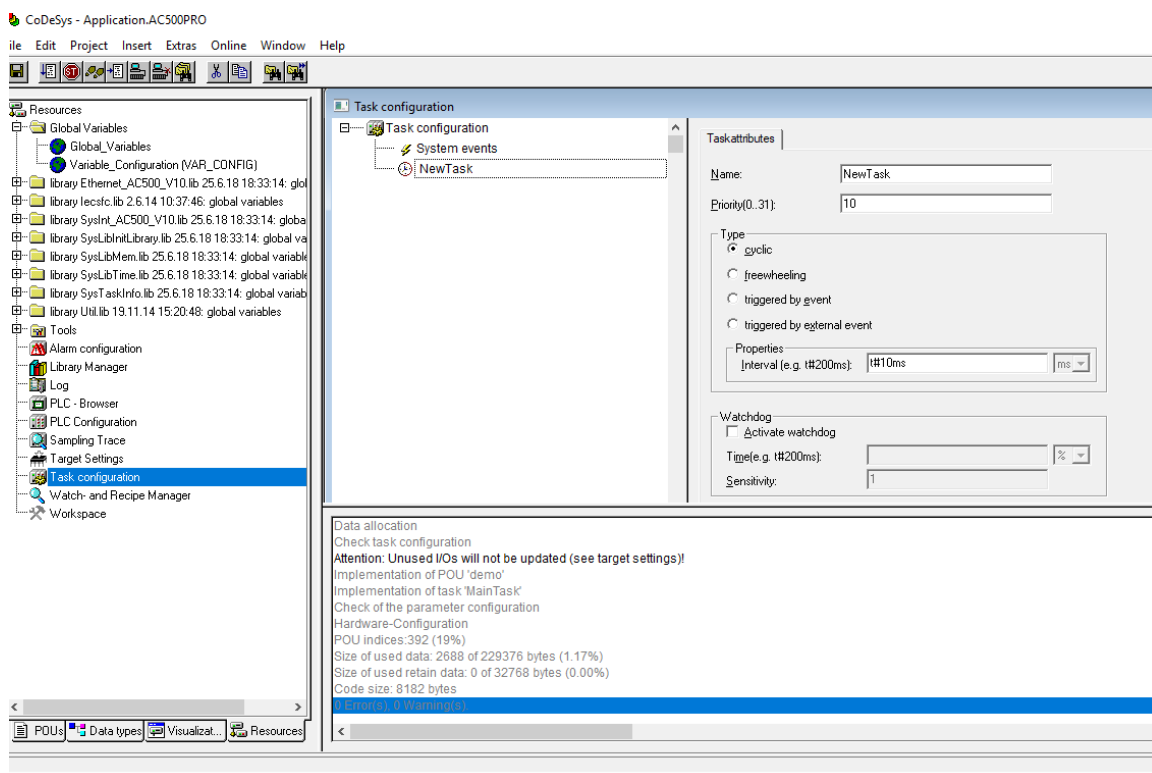 CoDeSys - Application.AC500PRO
ile Edit Project Insert Extras Online Window Help
Resources
Global Variables
Global_Variables
Variable_Configuration (VAR_CONFIG)
library Ethernet_AC500_V10.lib 25.6.18 18:33:14: glol
library Iecsfc.lib 2.6.14 10:37:46: global variables
library SysInt_AC500_V10.lib 25.6.18 18:33:14: globa
library SysLibInitLibrary.lib 25.6.18 18:33:14: global va
library SysLibMem.lib 25.6.18 18:33:14: global variable
library SysLibTime.lib 25.6.18 18:33:14: global variable
library SysTaskInfo.lib 25.6.18 18:33:14: global variab
library Util.lib 19.11.14 15:20:48: global variables
Tools
Alarm configuration
Library Manager
Log
PLC - Browser
PLC Configuration
Sampling Trace
Target Settings
Task configuration
Watch- and Recipe Manager
Workspace
POUs Data types Visualizat... Resources
Task configuration
Task configuration
System events
NewTask
Taskattributes
Name: NewTask
Priority(0..31): 10
Type
cyclic
freewheeling
triggered by event
triggered by external event
Properties
Interval (e.g. t#200ms): t#10ms ms
Watchdog
Activate watchdog
Time(e.g. t#200ms): %
Sensitivity: 1
Data allocation
Check task configuration
Attention: Unused I/Os will not be updated (see target settings)!
Implementation of POU 'demo'
Implementation of task 'MainTask'
Check of the parameter configuration
Hardware-Configuration
POU indices:392 (19%)
Size of used data: 2688 of 229376 bytes (1.17%)
Size of used retain data: 0 of 32768 bytes (0.00%)
Code size: 8182 bytes
0 Error(s), 0 Warning(s).